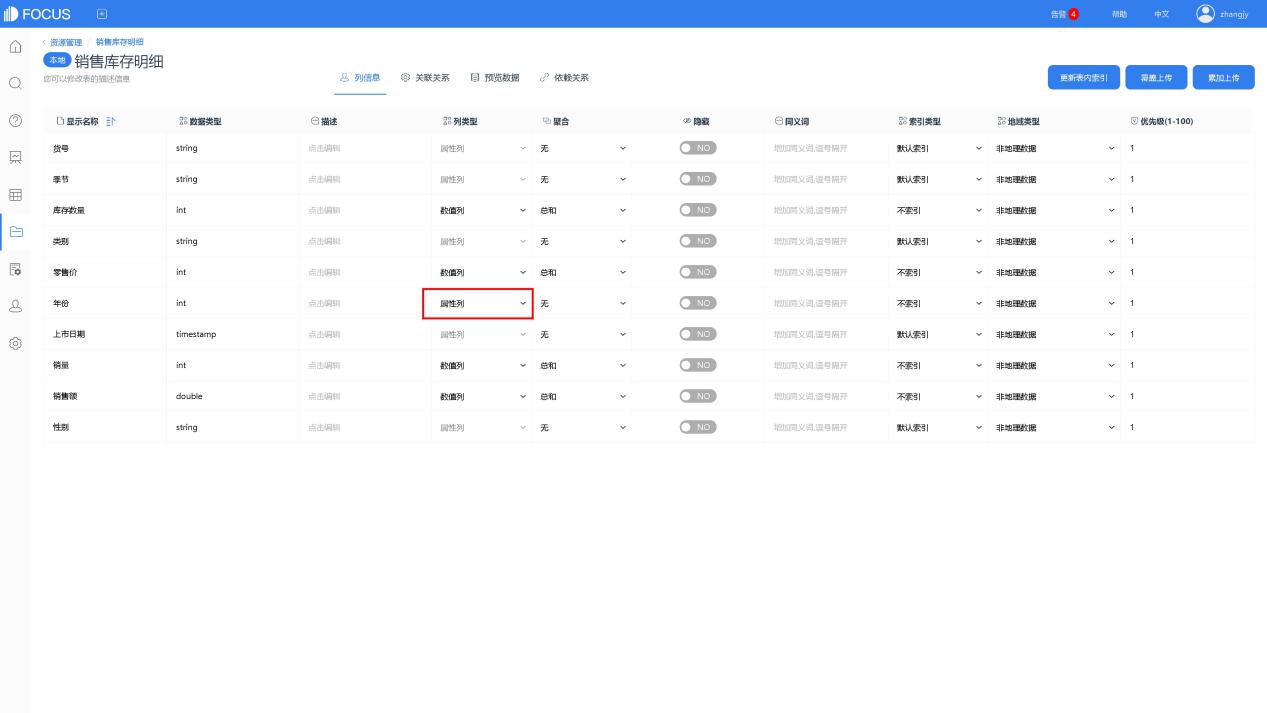 FOCUS
告警 4 帮助 中文 zhangjy
资源管理 / 销售库存明细
本地 销售库存明细
您可以修改表的描述信息
列信息 关联关系 预览数据 依赖关系
更新表内索引 覆盖上传 累加上传
显示名称 数据类型 描述 列类型 聚合 隐藏 同义词 索引类型 地域类型 优先级(1-100)
货号 string 点击编辑 属性列 无 NO 增加同义词,逗号隔开 默认索引 非地理数据 1
季节 string 点击编辑 属性列 无 NO 增加同义词,逗号隔开 默认索引 非地理数据 1
库存数量 int 点击编辑 数值列 总和 NO 增加同义词,逗号隔开 不索引 非地理数据 1
类别 string 点击编辑 属性列 无 NO 增加同义词,逗号隔开 默认索引 非地理数据 1
零售价 int 点击编辑 数值列 总和 NO 增加同义词,逗号隔开 不索引 非地理数据 1
年份 int 点击编辑 属性列 无 NO 增加同义词,逗号隔开 不索引 非地理数据 1
上市日期 timestamp 点击编辑 属性列 无 NO 增加同义词,逗号隔开 默认索引 非地理数据 1
销量 int 点击编辑 数值列 总和 NO 增加同义词,逗号隔开 不索引 非地理数据 1
销售额 double 点击编辑 数值列 总和 NO 增加同义词,逗号隔开 不索引 非地理数据 1
性别 string 点击编辑 属性列 无 NO 增加同义词,逗号隔开 默认索引 非地理数据 1